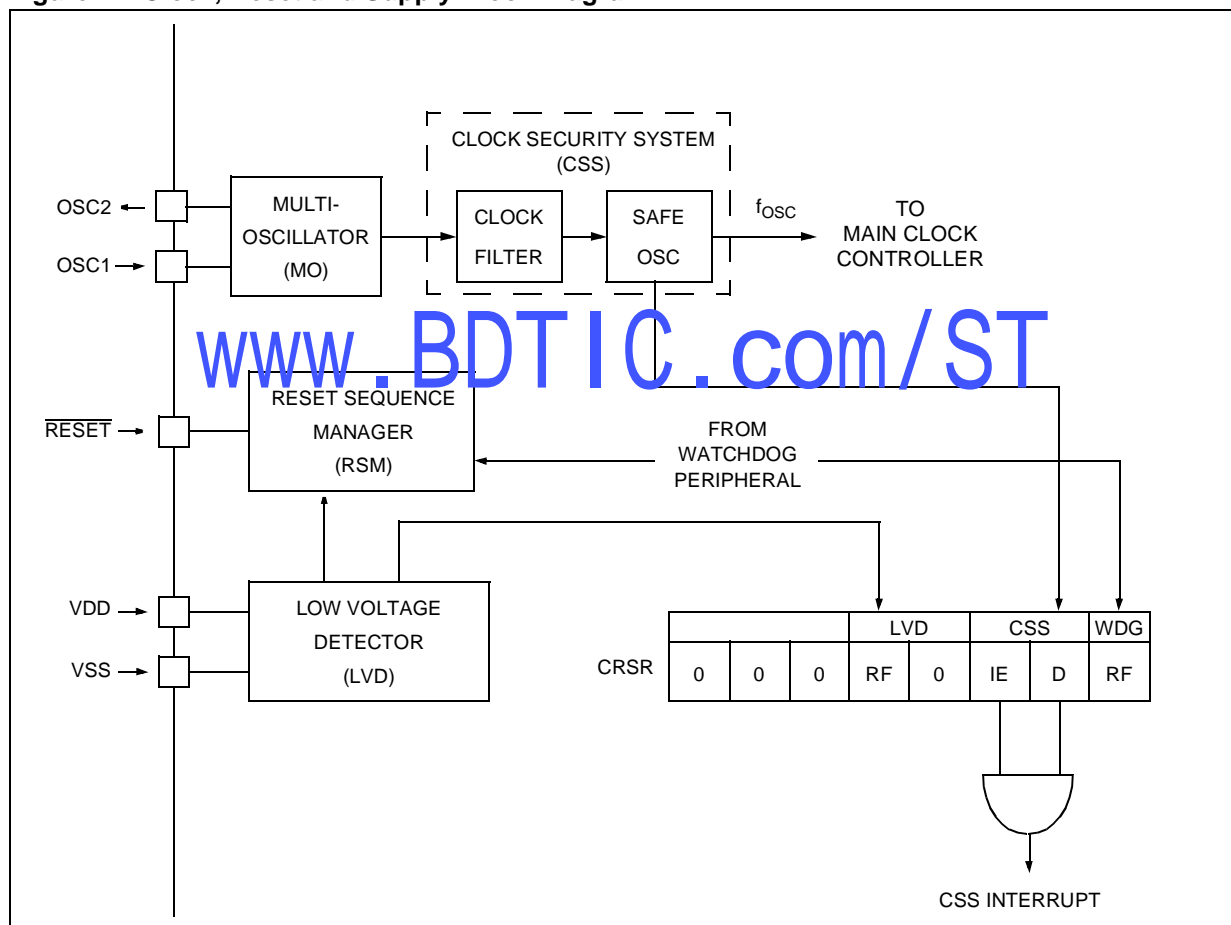 CLOCK SECURITY SYSTEM
(CSS)
OSC2
OSC1
MULTI-
OSCILLATOR
(MO)
CLOCK
FILTER
SAFE
OSC
fOSC
TO
MAIN CLOCK
CONTROLLER
www.BDTIC.com/ST
RESET
RESET SEQUENCE
MANAGER
(RSM)
FROM
WATCHDOG
PERIPHERAL
VDD
VSS
LOW VOLTAGE
DETECTOR
(LVD)
LVD CSS WDG
CRSR 0 0 0 RF 0 IE D RF
CSS INTERRUPT